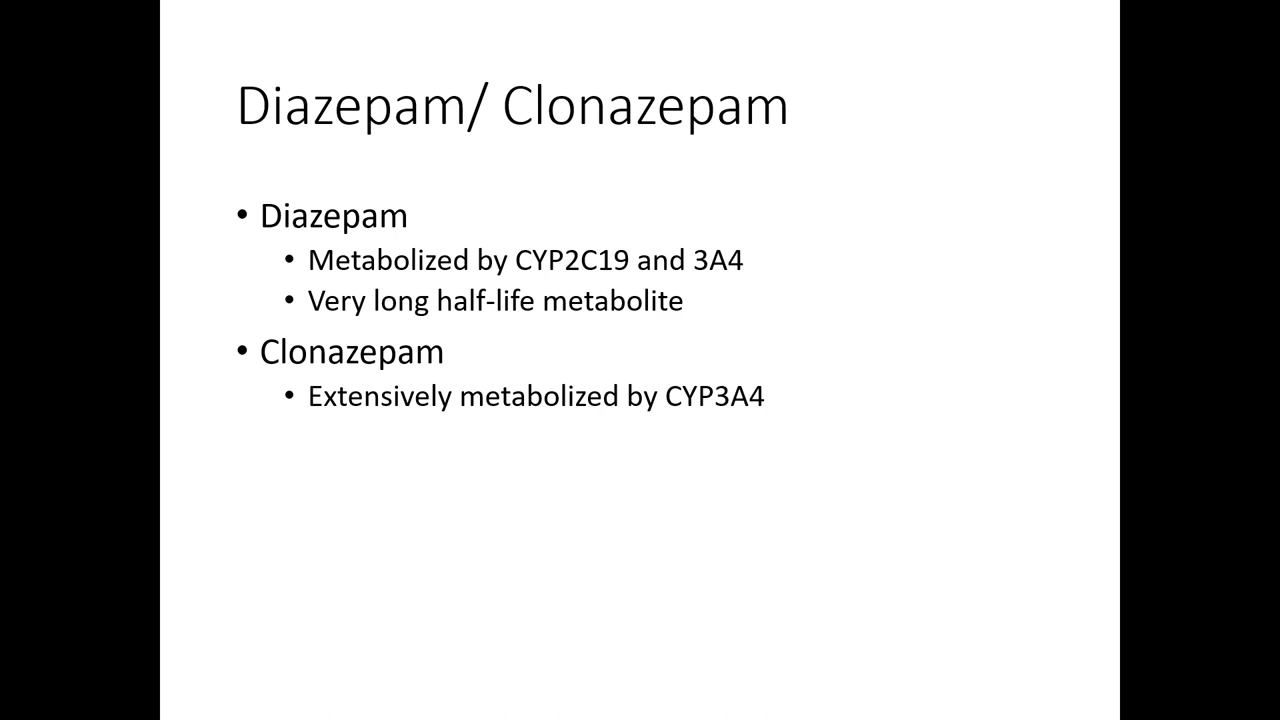 Diazepam/ Clonazepam
• Diazepam
• Metabolized by CYP2C19 and 3A4
• Very long half-life metabolite
• Clonazepam
• Extensively metabolized by CYP3A4